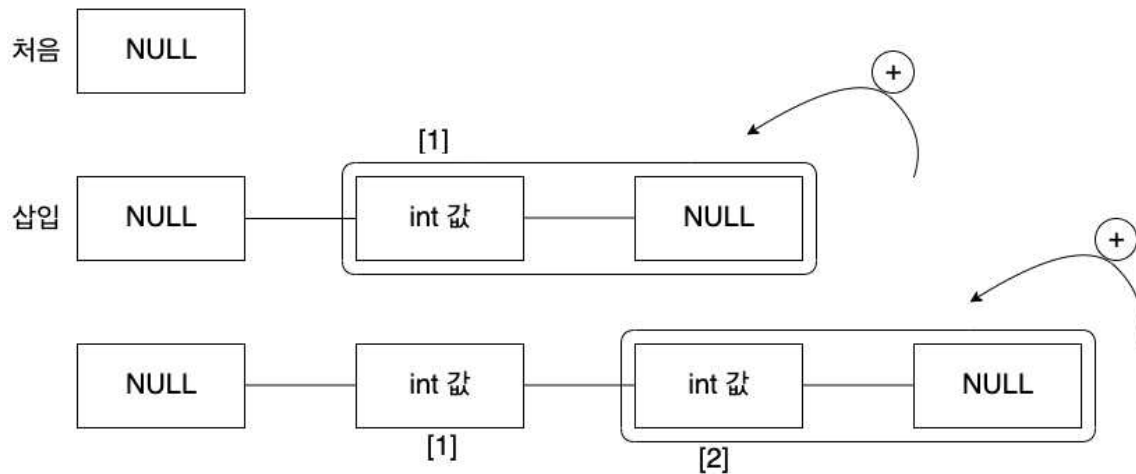 처음 NULL
+
[1]
삽입 NULL int 값 NULL
+
NULL int 값 int 값 NULL
[1] [2]